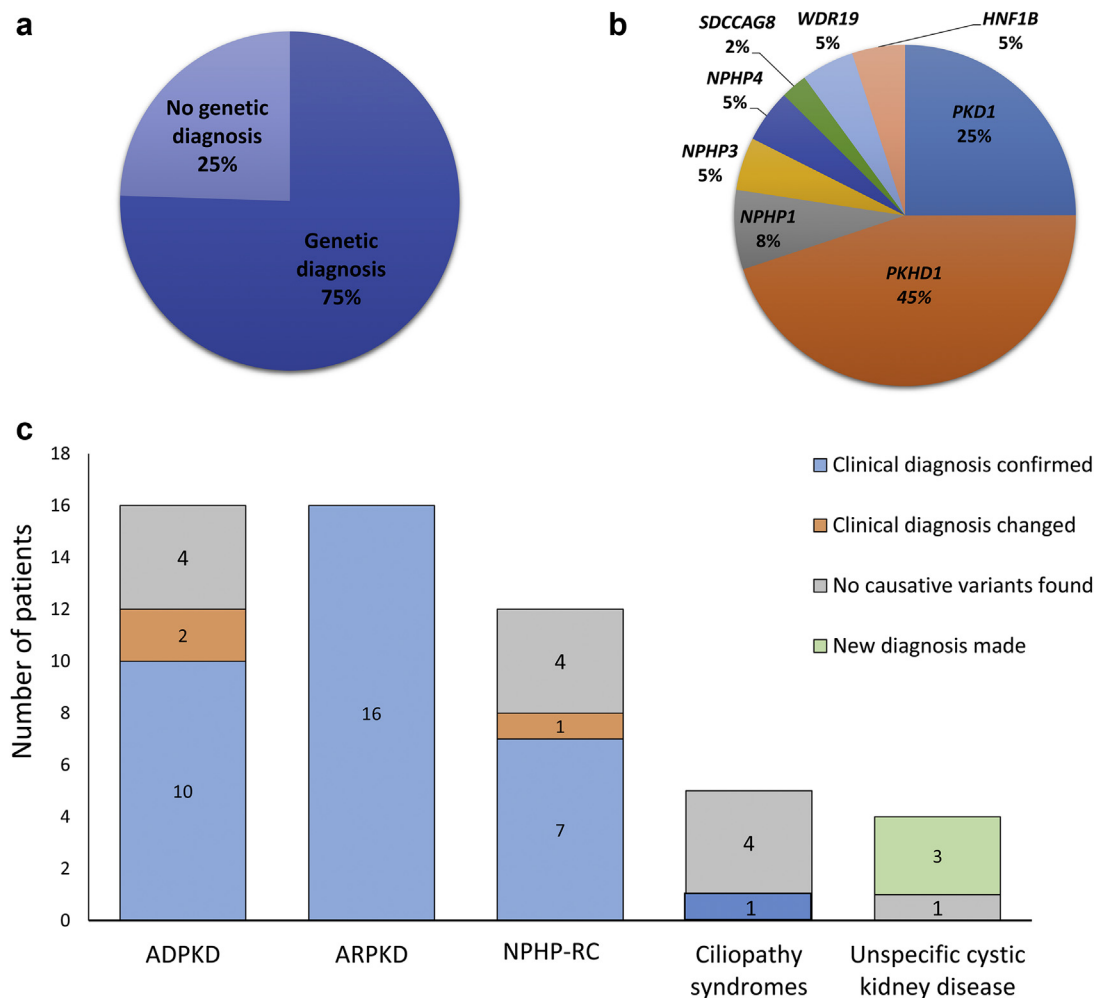 a
No genetic
diagnosis
25%
Genetic
diagnosis
75%
b
SDCCAG8
2%
WDR19
5%
HNF1B
5%
NPHP4
5%
NPHP3
5%
NPHP1
8%
PKD1
25%
PKHD1
45%
c
Number of patients
18
16
14
12
10
8
6
4
2
0
4
2
10
16
4
1
7
4
1
3
1
ADPKD
ARPKD
NPHP-RC
Ciliopathy
syndromes
Unspecific cystic
kidney disease
Clinical diagnosis confirmed
Clinical diagnosis changed
No causative variants found
New diagnosis made